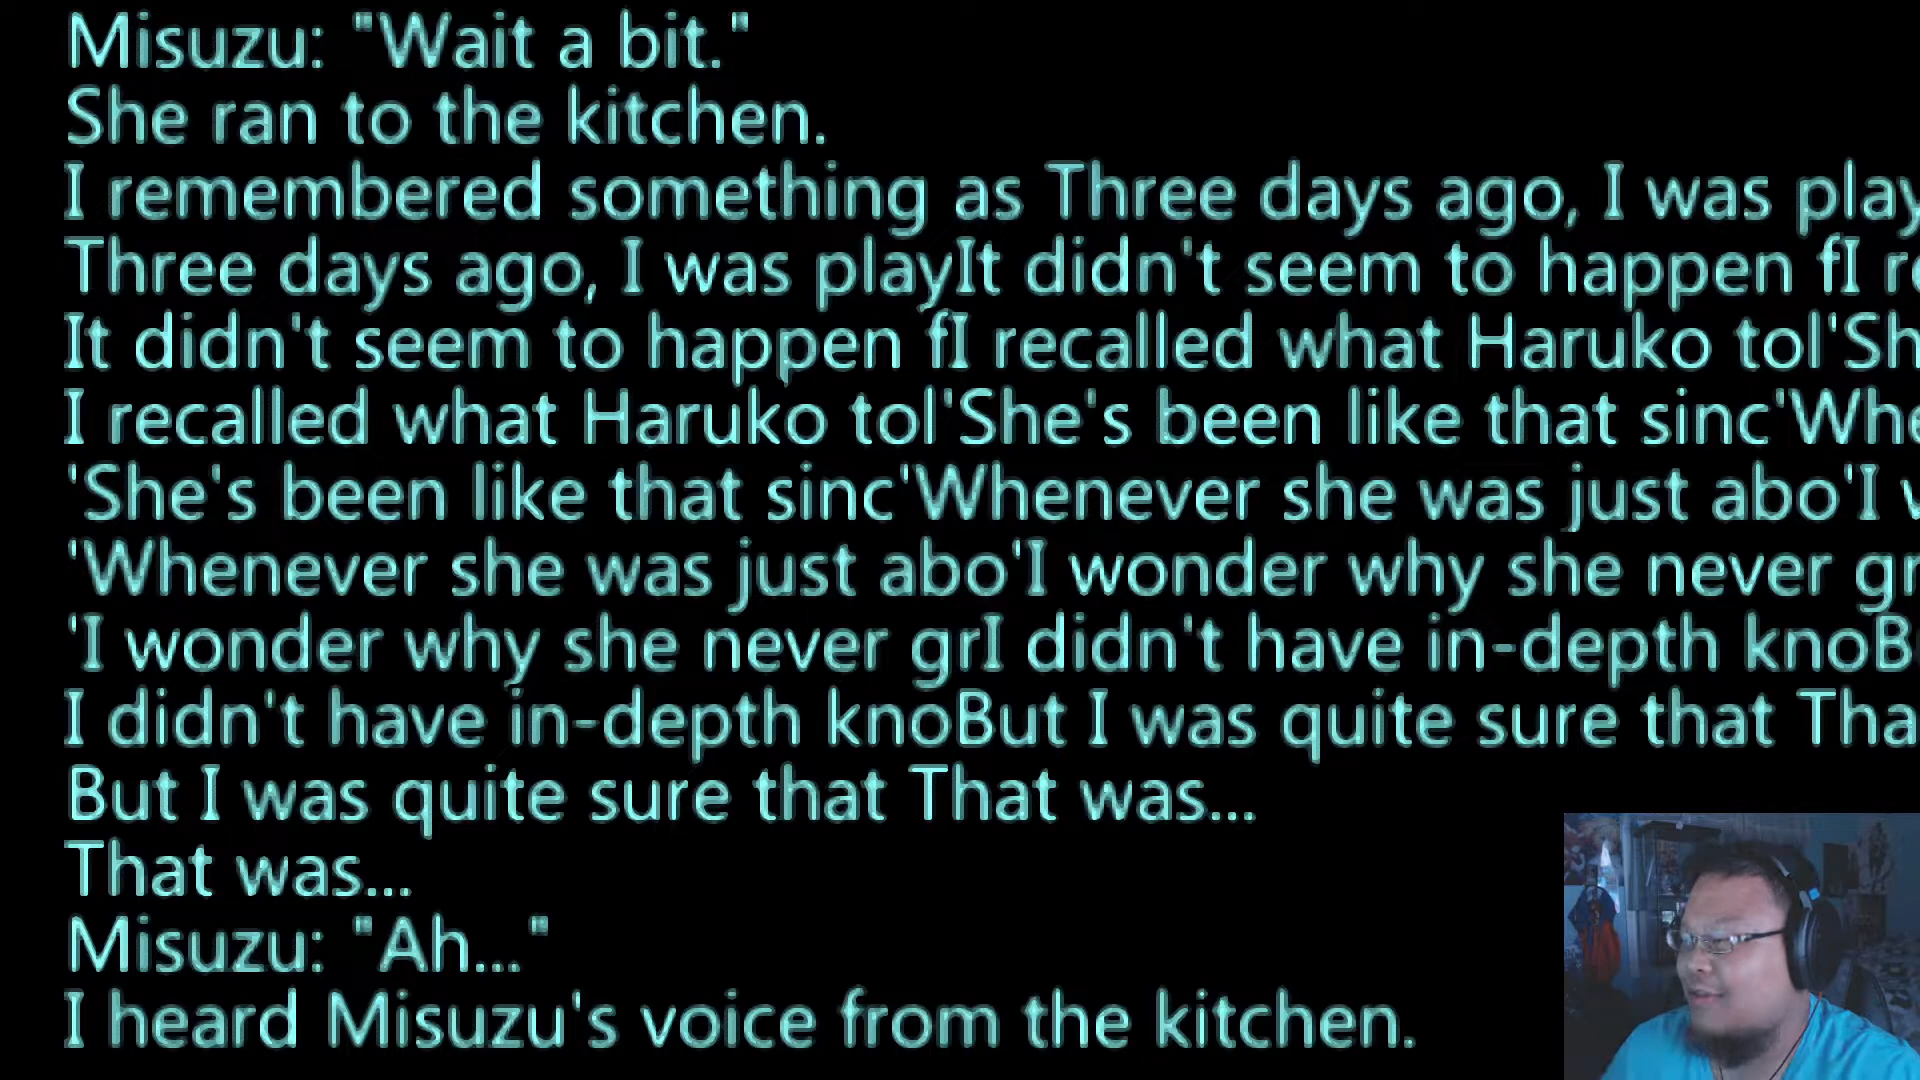 Misuzu: "Wait a bit."
She ran to the kitchen.
I remembered something as Three days ago, I was play
Three days ago, I was playIt didn't seem to happen fI re
It didn't seem to happen fI recalled what Haruko tol'Sh
I recalled what Haruko tol'She's been like that sinc'Whe
'She's been like that sinc'Whenever she was just abo'I
'Whenever she was just abo'I wonder why she never gr
'I wonder why she never grI didn't have in-depth knoB
I didn't have in-depth knoBut I was quite sure that Tha
But I was quite sure that That was...
That was...
Misuzu: "Ah..."
I heard Misuzu's voice from the kitchen.